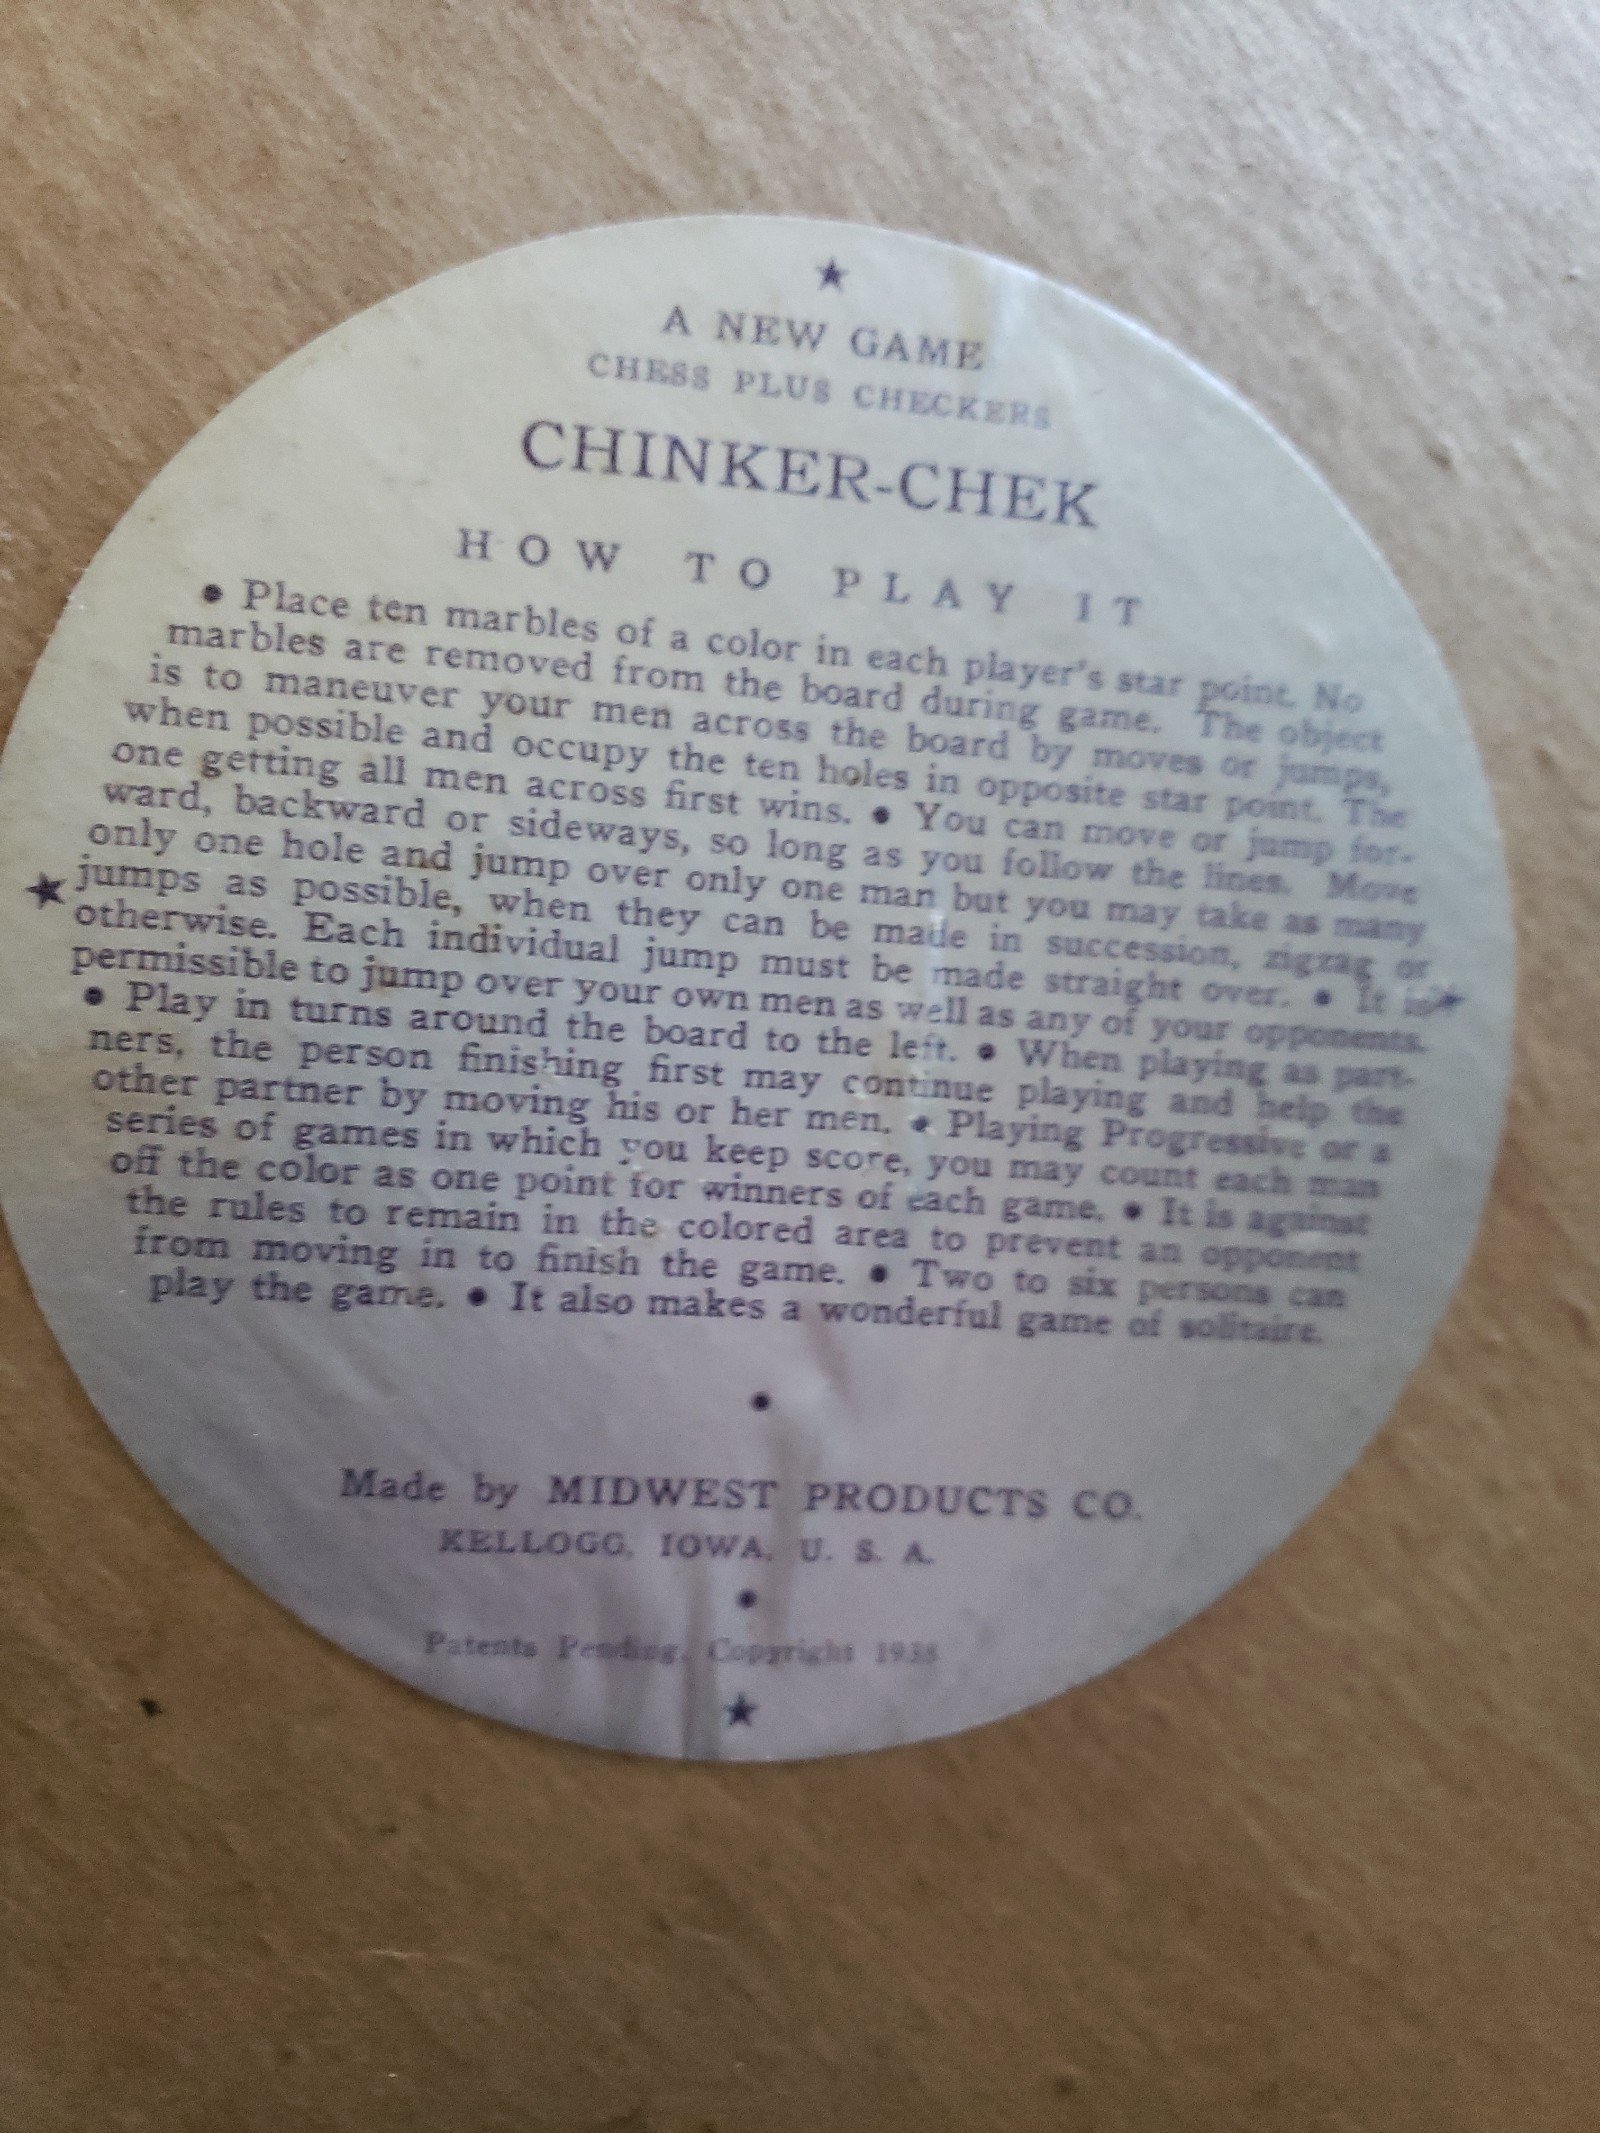 A NEW GAME
CHESS PLUS CHECKERS
CHINKER-CHEK
HOW TO PLAY IT
• Place ten marbles of a color in each player's star point. No
marbles are removed from the board during game. The object
is to maneuver your men across the board by moves or jumps,
when possible and occupy the ten holes in opposite star point. The
one getting all men across first wins. • You can move or jump for-
ward, backward or sideways, so long as you follow the lines. Move
only one hole and jump over only one man but you may take as many
jumps as possible, when they can be made in succession, zigzag or
otherwise. Each individual jump must be made straight over. • It is
permissible to jump over your own men as well as any of your opponents.
• Play in turns around the board to the left. • When playing as part-
ners, the person finishing first may continue playing and help the
other partner by moving his or her men. • Playing Progressive or a
series of games in which you keep score, you may count each man
off the color as one point for winners of each game. • It is against
the rules to remain in the colored area to prevent an opponent
from moving in to finish the game. • Two to six persons can
play the game. • It also makes a wonderful game of solitaire.
Made by MIDWEST PRODUCTS CO.
KELLOGG, IOWA, U. S. A.
Patents Pending, Copyright